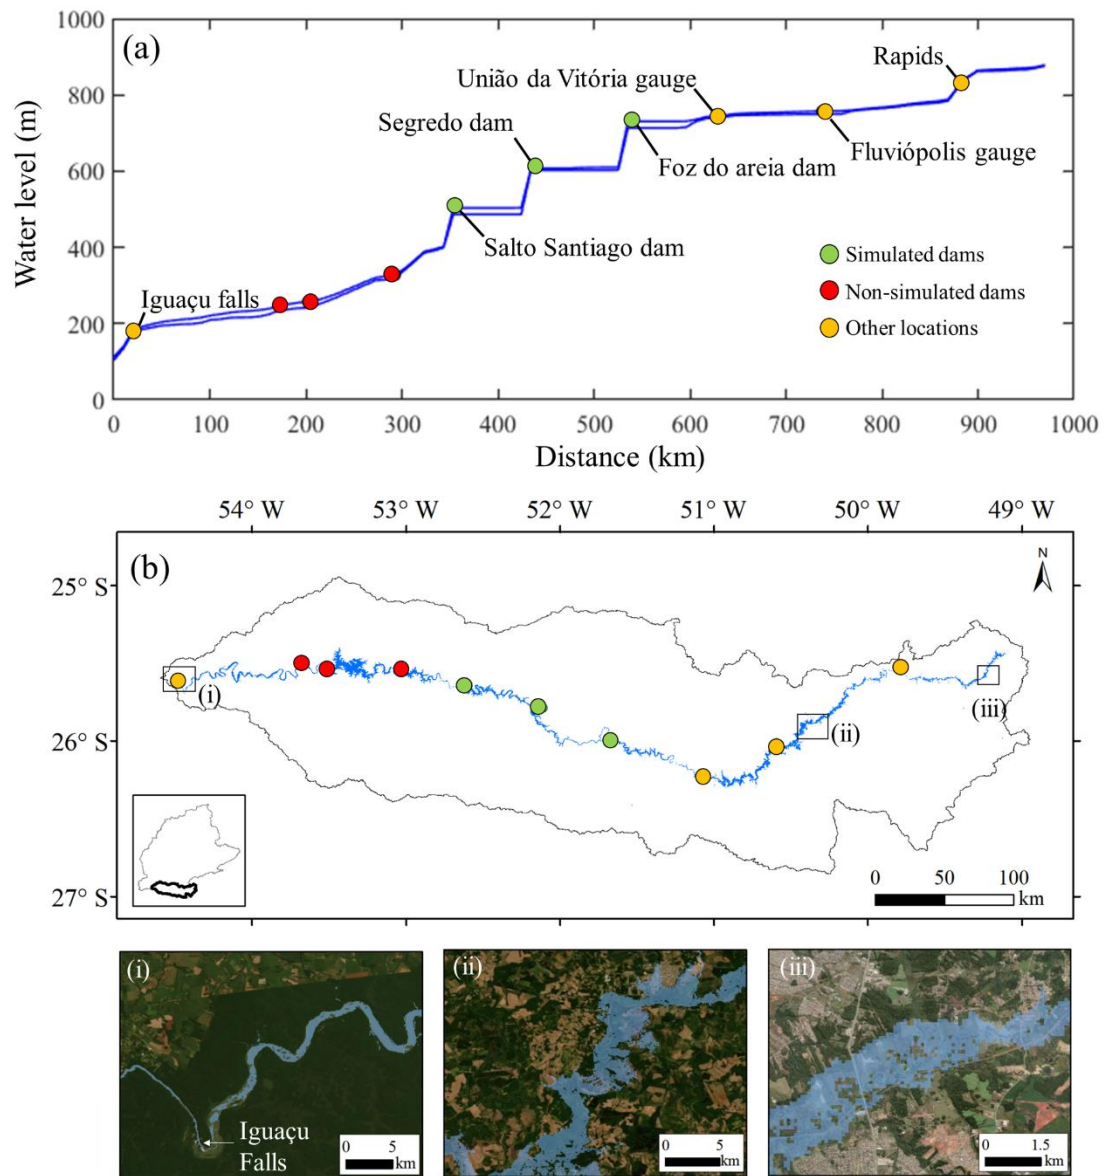 (a)
1000
800
600
400
200
0
Water level (m)
Rapids
União da Vitória gauge
Segredo dam
Fluviópolis gauge
Foz do areia dam
Salto Santiago dam
Iguaçu falls
Simulated dams
Non-simulated dams
Other locations
0 100 200 300 400 500 600 700 800 900 1000
Distance (km)
54° W 53° W 52° W 51° W 50° W 49° W
(b)
N
25° S
26° S
27° S
(i)
(ii)
(iii)
0 50 100
km
(i)
Iguaçu
Falls
0 5
km
(ii)
0 5
km
(iii)
0 1.5
km